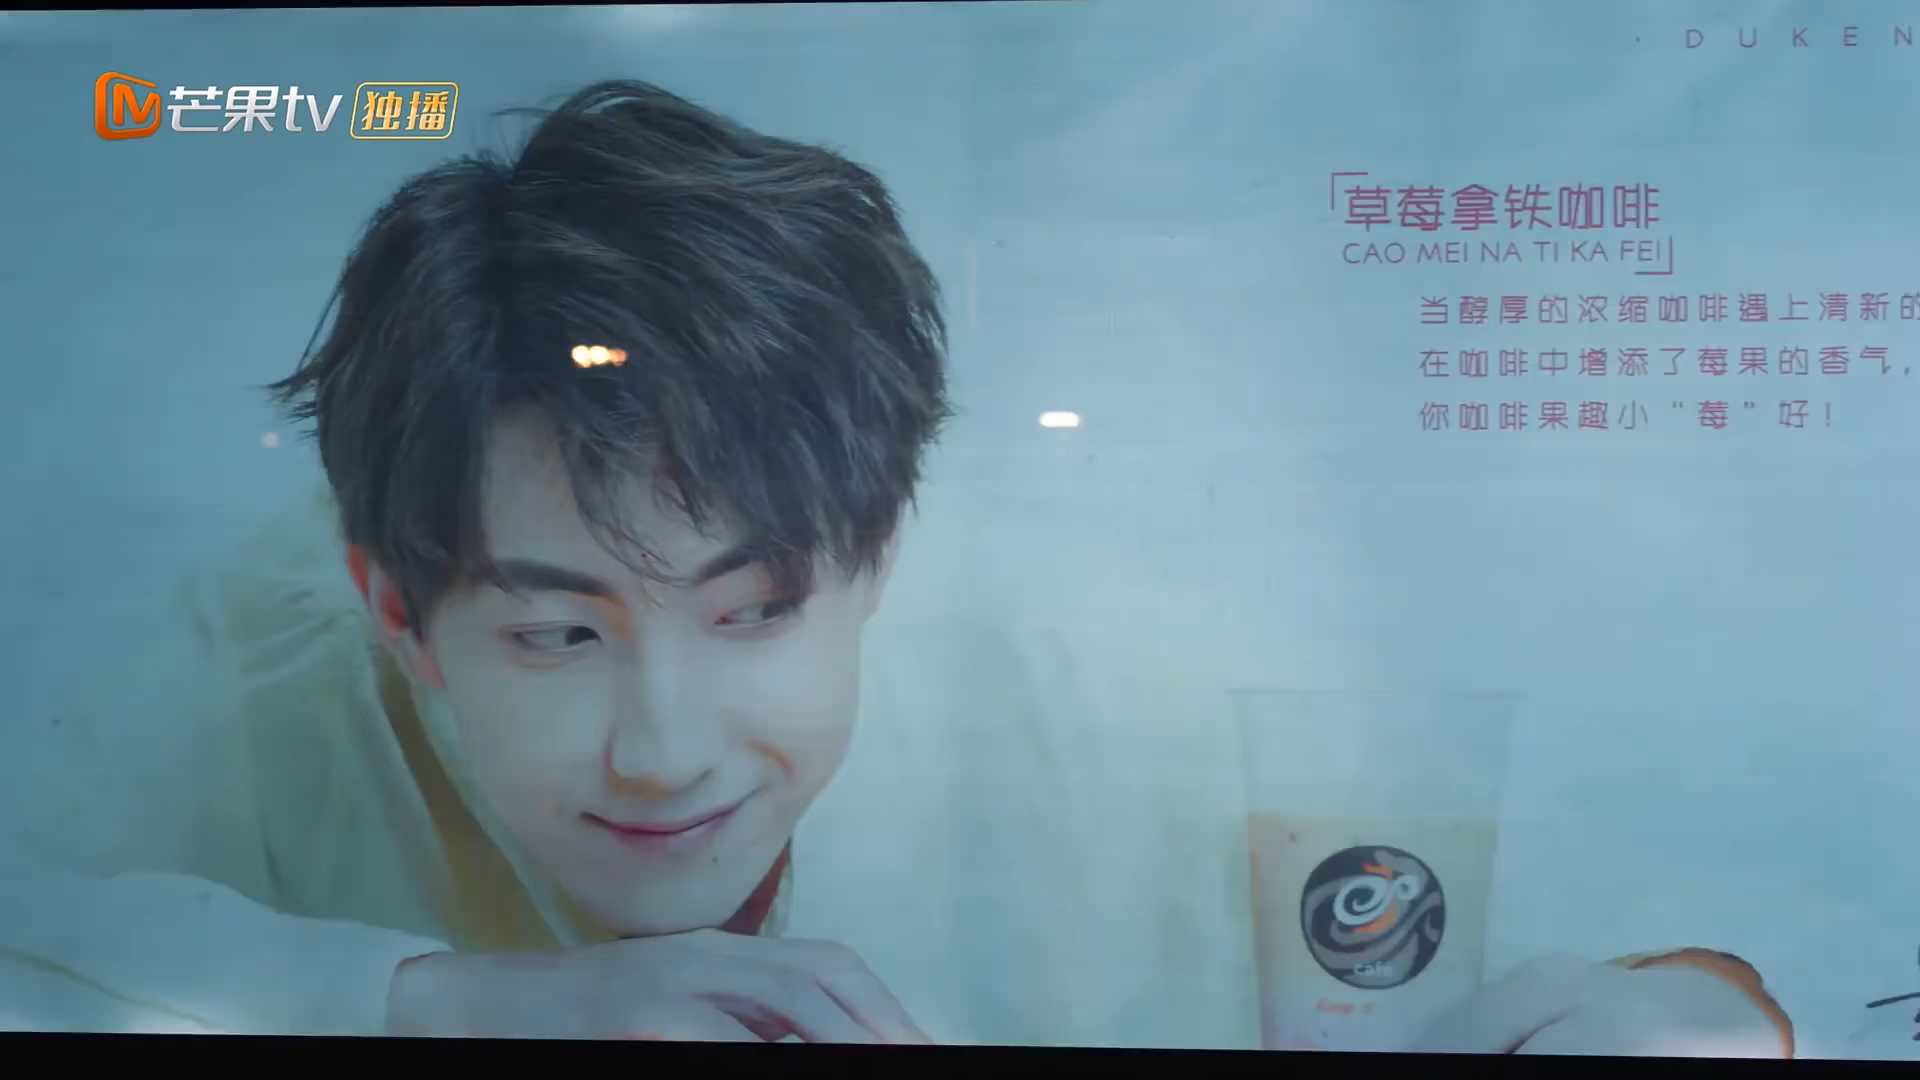 芒果tv 独播
DUKEN
「草莓拿铁咖啡
CAO MEI NA TI KA FEI」
当醇厚的浓缩咖啡遇上清新的
在咖啡中增添了莓果的香气，
你咖啡果趣小“莓”好！
cafe